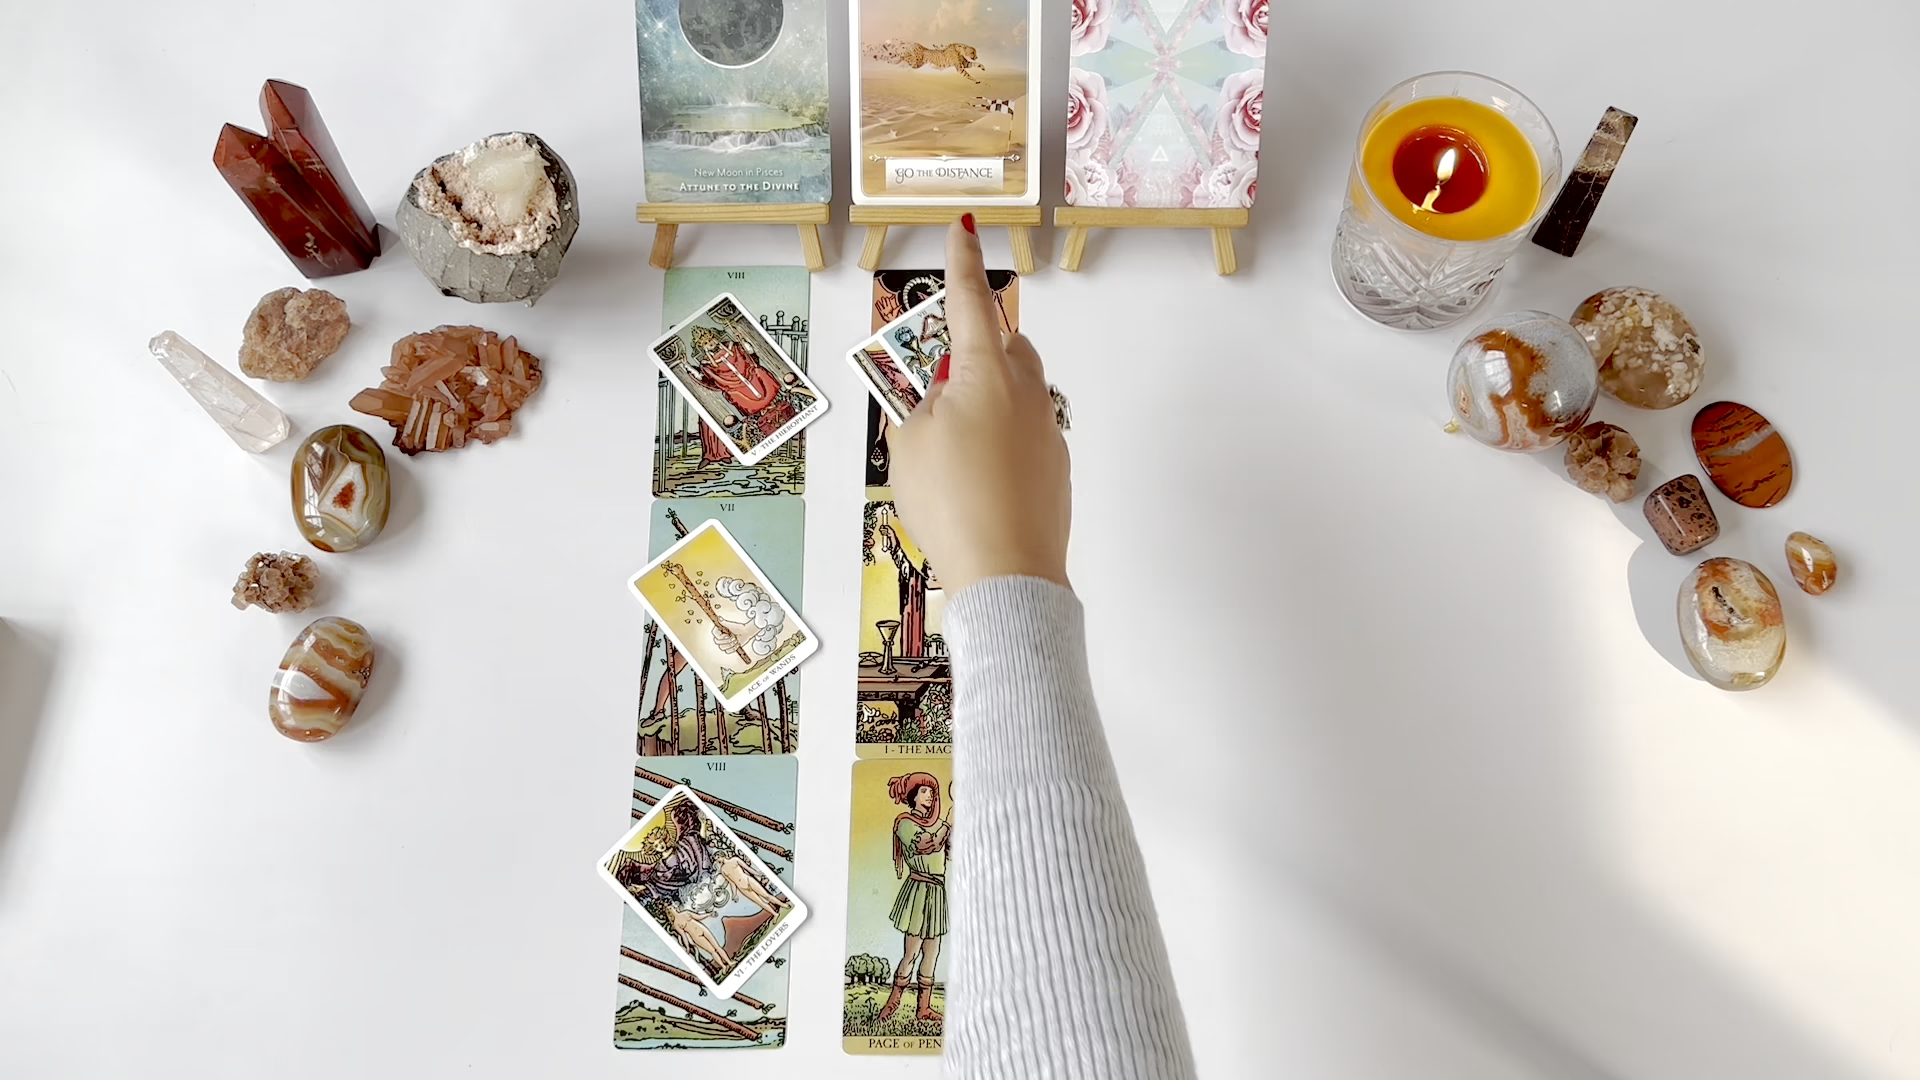 New Moon in Pisces
ATTUNE TO THE DIVINE
GO THE DISTANCE
VIII
V - THE HIEROPHANT
VII
ACE OF WANDS
I - THE MAG
VIII
VI - THE LOVERS
PAGE OF PEN